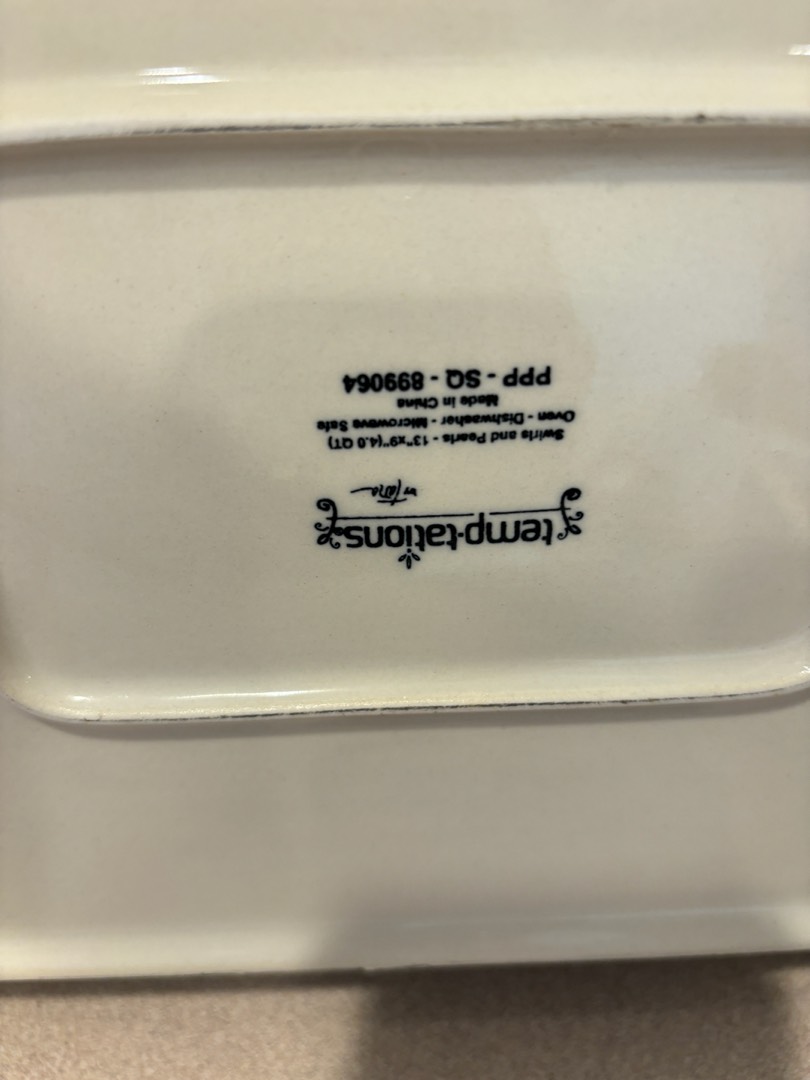 temp·tations
by Tara
Swirls and Pearls - 13"x9"(4.0 QT)
Oven - Dishwasher - Microwave Safe
Made in China
PPP - SQ - 899064